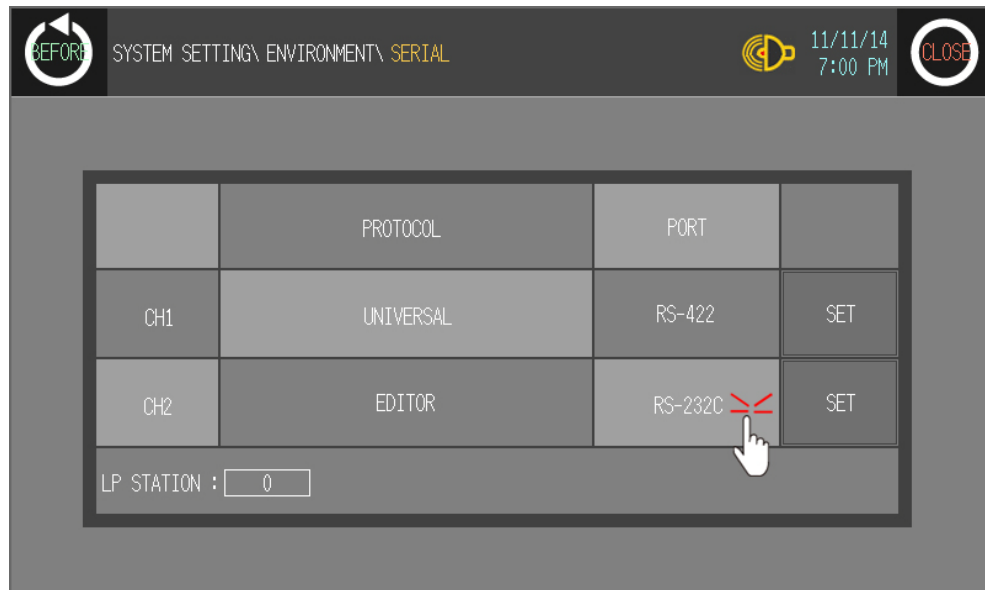 BEFORE SYSTEM SETTING\ ENVIRONMENT\ SERIAL 11/11/14 CLOSE
7:00 PM
PROTOCOL PORT
CH1 UNIVERSAL RS-422 SET
CH2 EDITOR RS-232C SET
LP STATION : 0